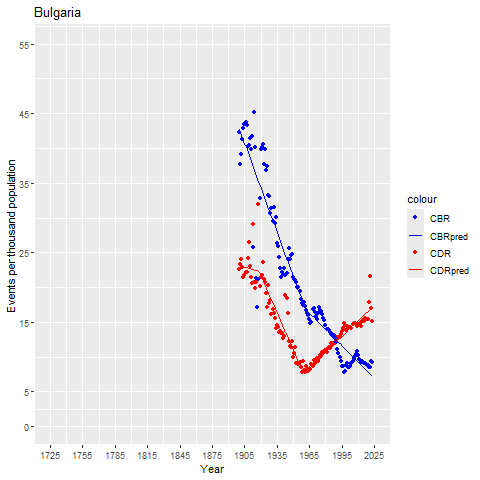 Bulgaria
Events per thousand population
55
45
35
25
15
5
0
1725 1755 1785 1815 1845 1875 1905 1935 1965 1995 2025
Year
colour
CBR
CBRpred
CDR
CDRpred